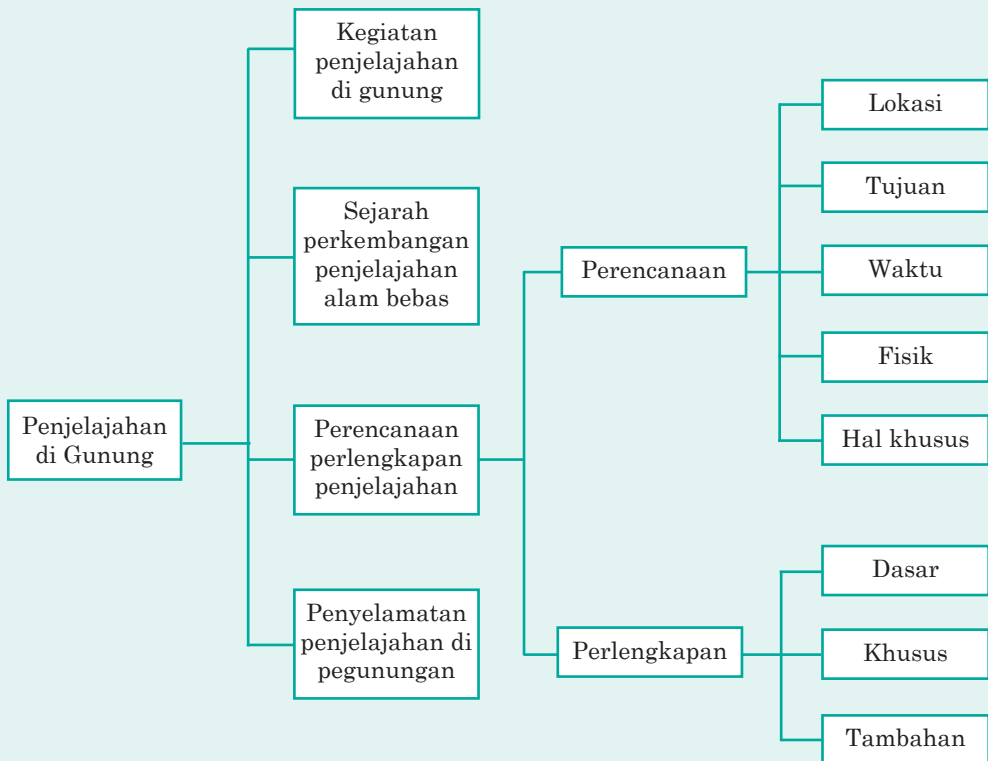 Penjelajahan
di Gunung
Kegiatan
penjelajahan
di gunung
Sejarah
perkembangan
penjelajahan
alam bebas
Perencanaan
perlengkapan
penjelajahan
Penyelamatan
penjelajahan di
pegunungan
Perencanaan
Lokasi
Tujuan
Waktu
Fisik
Hal khusus
Perlengkapan
Dasar
Khusus
Tambahan